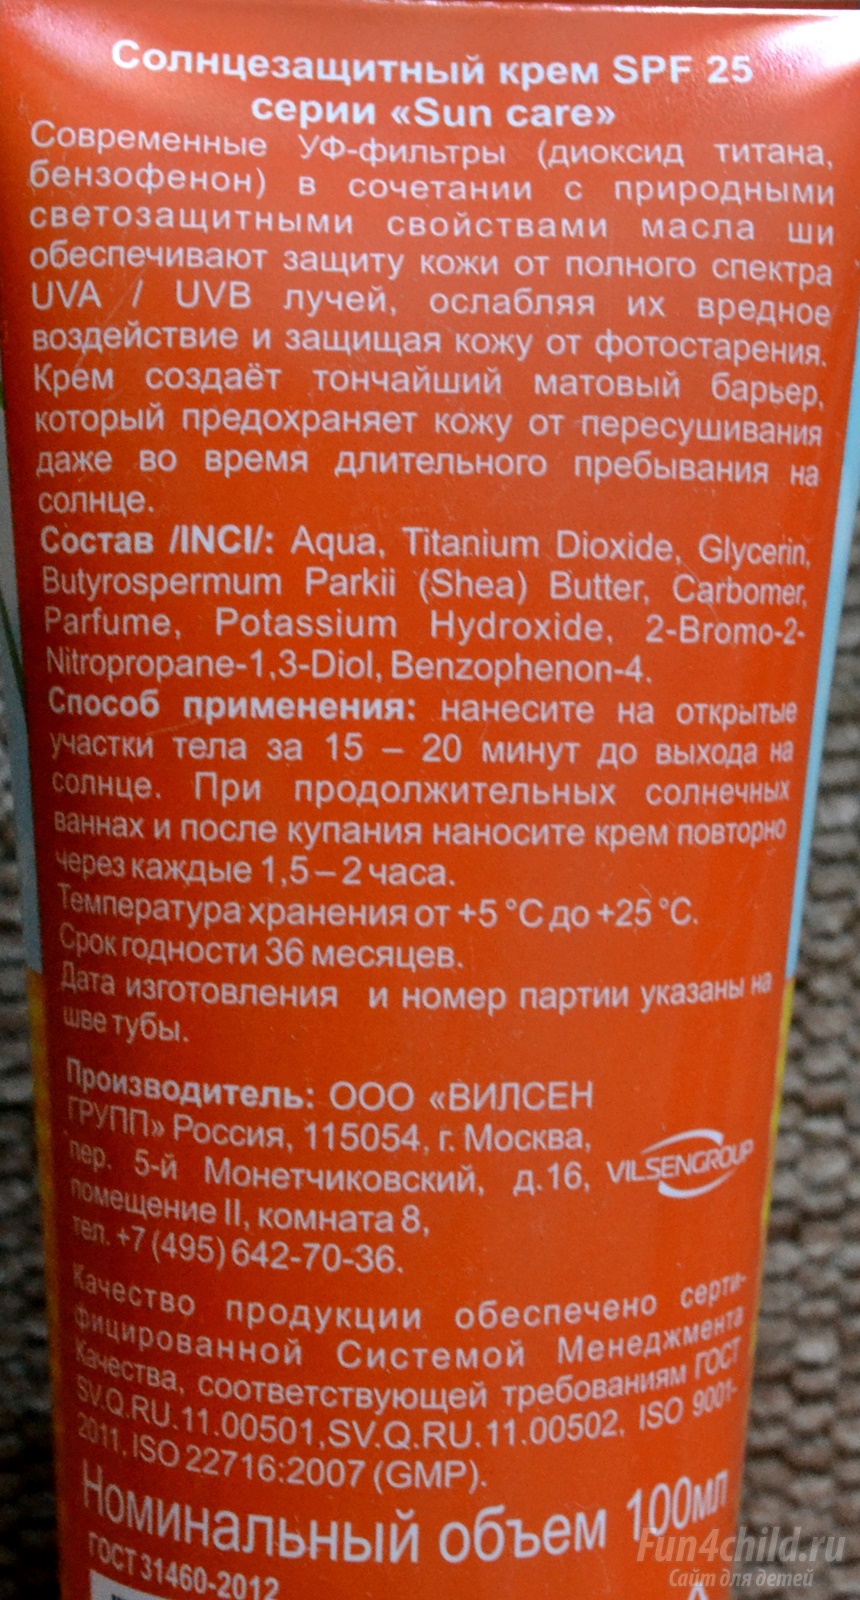 Солнцезащитный крем SPF 25
серии «Sun care»
Современные УФ-фильтры (диоксид титана,
бензофенон) в сочетании с природными
светозащитными свойствами масла ши
обеспечивают защиту кожи от полного спектра
UVA / UVB лучей, ослабляя их вредное
воздействие и защищая кожу от фотостарения.
Крем создаёт тончайший матовый барьер,
который предохраняет кожу от пересушивания
даже во время длительного пребывания на
солнце.
Состав /INCI/: Aqua, Titanium Dioxide, Glycerin,
Butyrospermum Parkii (Shea) Butter, Carbomer,
Parfume, Potassium Hydroxide, 2-Bromo-2-
Nitropropane-1,3-Diol, Benzophenon-4.
Способ применения: нанесите на открытые
участки тела за 15 – 20 минут до выхода на
солнце. При продолжительных солнечных
ваннах и после купания наносите крем повторно
через каждые 1,5 – 2 часа.
Температура хранения от +5 °С до +25 °С.
Срок годности 36 месяцев.
Дата изготовления и номер партии указаны на
шве тубы.
Производитель: ООО «ВИЛСЕН
ГРУПП» Россия, 115054, г. Москва,
пер. 5-й Монетчиковский, д.16,
помещение II, комната 8,
тел. +7 (495) 642-70-36.
VILSENGROUP
Качество продукции обеспечено серти-
фицированной Системой Менеджмента
Качества, соответствующей требованиям ГОСТ
SV.Q.RU.11.00501,SV.Q.RU.11.00502, ISO 9001-
2011, ISO 22716:2007 (GMP).
Номинальный объем 100мл
ГОСТ 31460-2012
Fun4child.ru
Сайт для детей